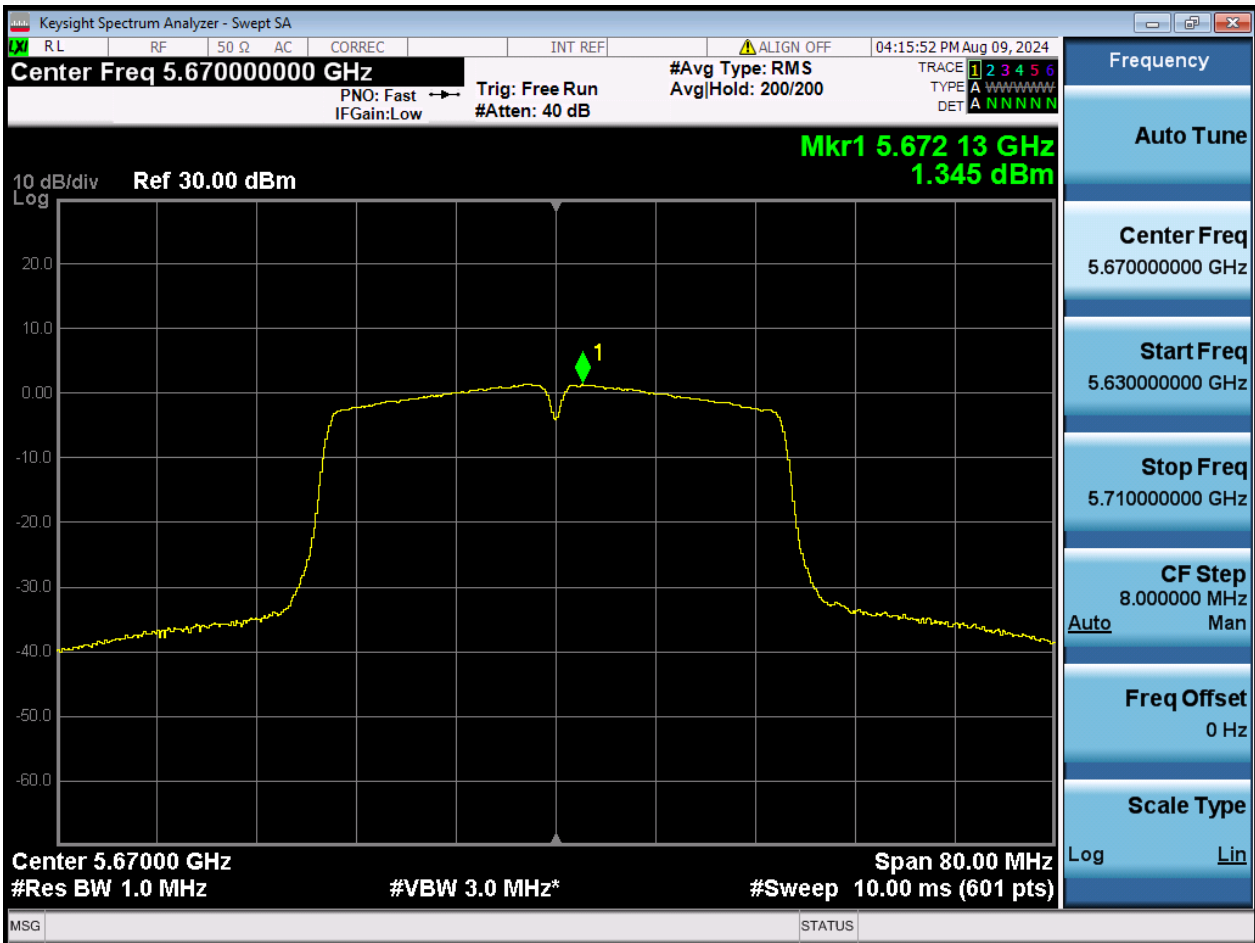 Keysight Spectrum Analyzer - Swept SA
LXI RL RF 50 Ω AC CORREC INT REF ALIGN OFF 04:15:52 PM Aug 09, 2024
Center Freq 5.670000000 GHz
PNO: Fast
IFGain:Low
Trig: Free Run
#Atten: 40 dB
#Avg Type: RMS
Avg|Hold: 200/200
TRACE 1 2 3 4 5 6
TYPE A WWWWW
DET A N N N N N
Mkr1 5.672 13 GHz
1.345 dBm
10 dB/div Ref 30.00 dBm
Log
20.0
10.0
0.00
-10.0
-20.0
-30.0
-40.0
-50.0
-60.0
1
Center 5.67000 GHz Span 80.00 MHz
#Res BW 1.0 MHz #VBW 3.0 MHz* #Sweep 10.00 ms (601 pts)
MSG STATUS
Frequency
Auto Tune
Center Freq
5.670000000 GHz
Start Freq
5.630000000 GHz
Stop Freq
5.710000000 GHz
CF Step
8.000000 MHz
Auto Man
Freq Offset
0 Hz
Scale Type
Log Lin